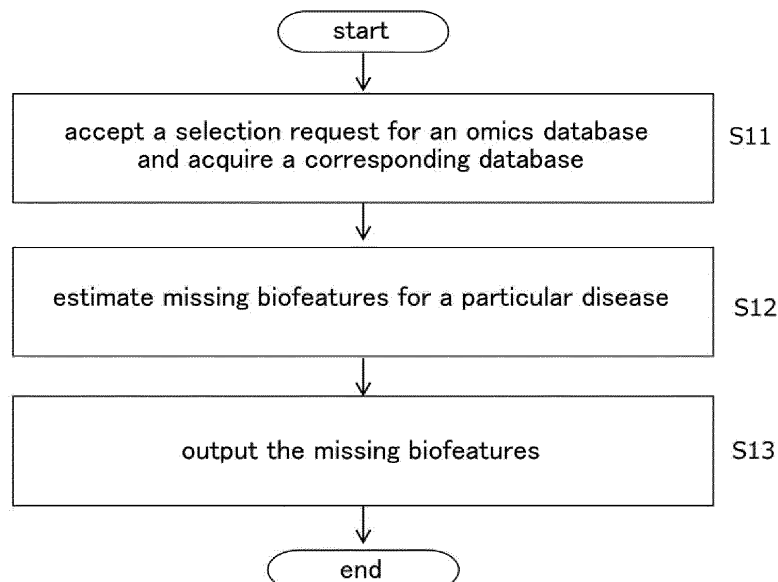 start
accept a selection request for an omics database
and acquire a corresponding database
S11
estimate missing biofeatures for a particular disease
S12
output the missing biofeatures
S13
end